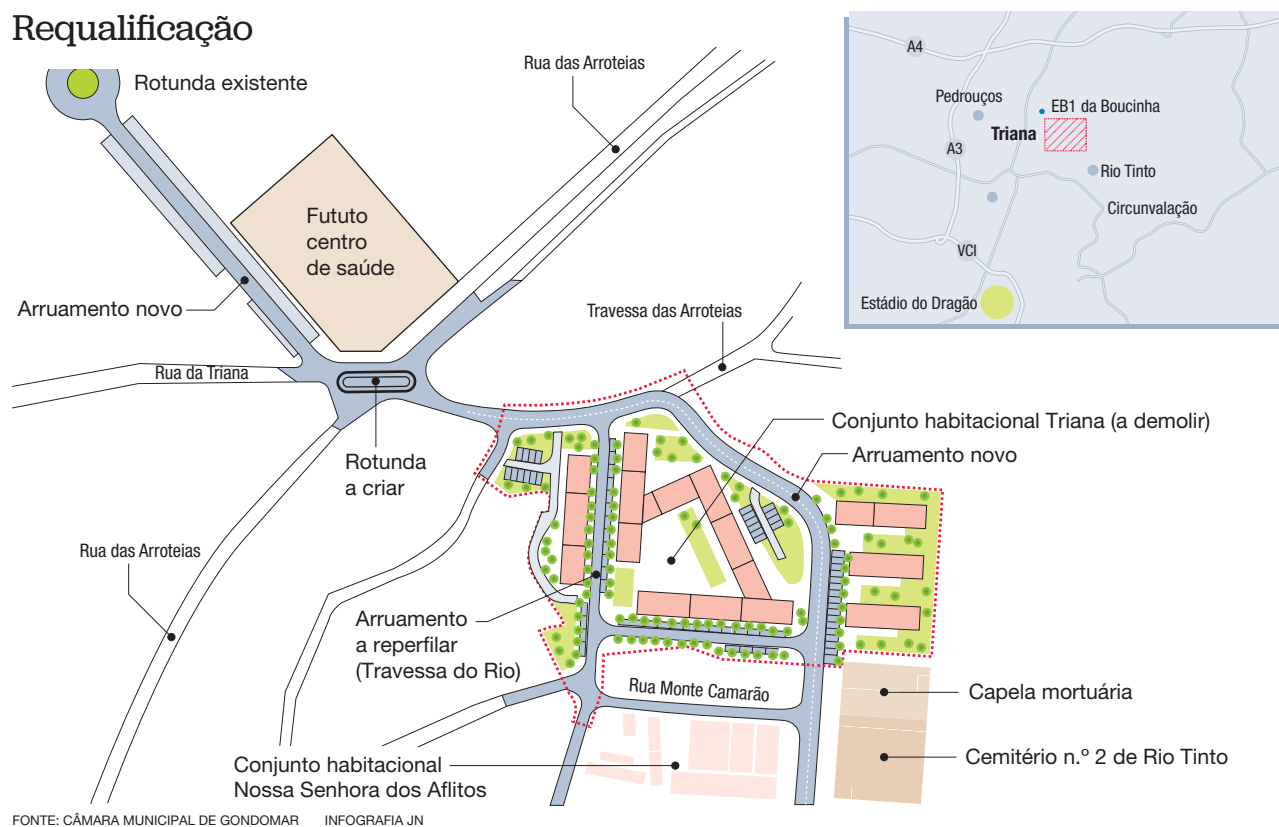 Requalificação
Rotunda existente
Rua das Arroteias
Fututo
centro
de saúde
Arruamento novo
Rua da Triana
Rotunda
a criar
Travessa das Arroteias
Conjunto habitacional Triana (a demolir)
Arruamento novo
Rua das Arroteias
Arruamento
a reperfilar
(Travessa do Rio)
Rua Monte Camarão
Capela mortuária
Cemitério n.º 2 de Rio Tinto
Conjunto habitacional
Nossa Senhora dos Aflitos
A4
Pedrouços
EB1 da Boucinha
Triana
A3
Rio Tinto
Circunvalação
VCI
Estádio do Dragão
FONTE: CÂMARA MUNICIPAL DE GONDOMAR INFOGRAFIA JN